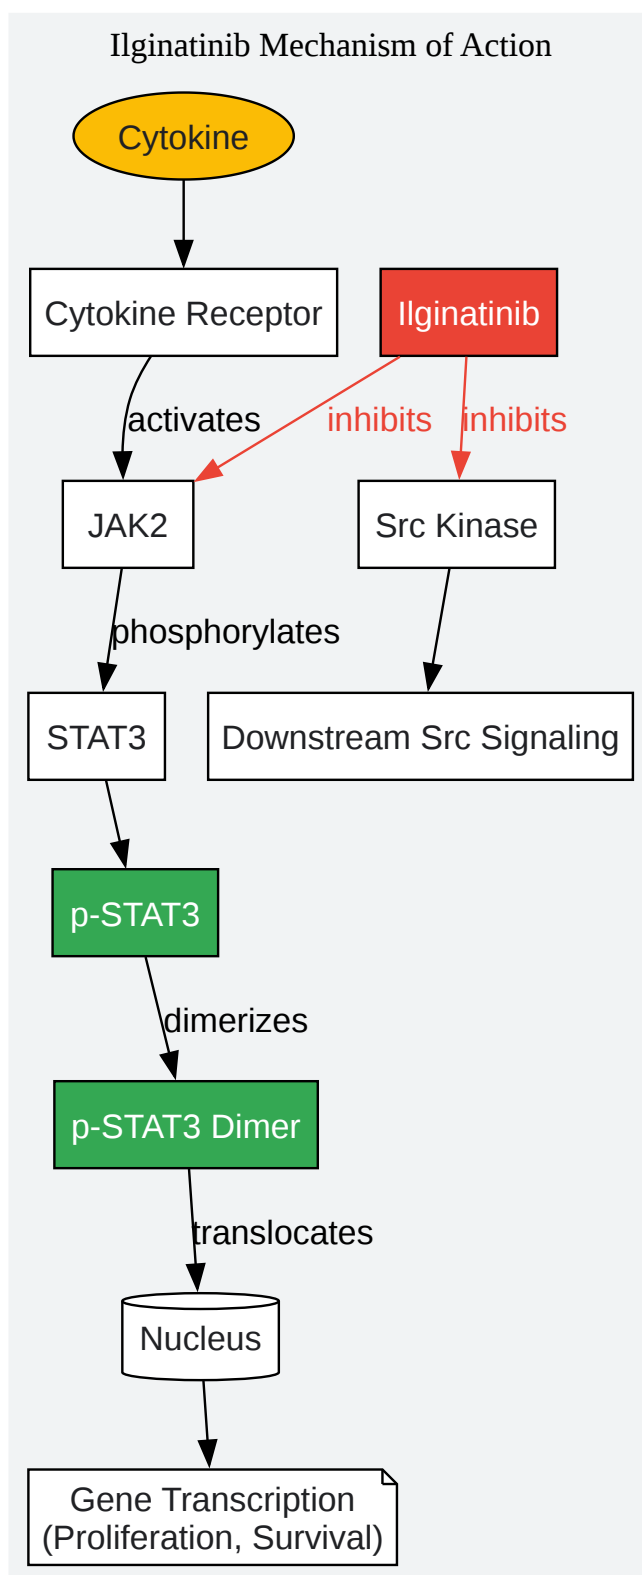 Ilginatinib Mechanism of Action
Cytokine
Cytokine Receptor
Ilginatinib
activates
inhibits
inhibits
JAK2
Src Kinase
phosphorylates
STAT3
Downstream Src Signaling
p-STAT3
dimerizes
p-STAT3 Dimer
translocates
Nucleus
Gene Transcription
(Proliferation, Survival)